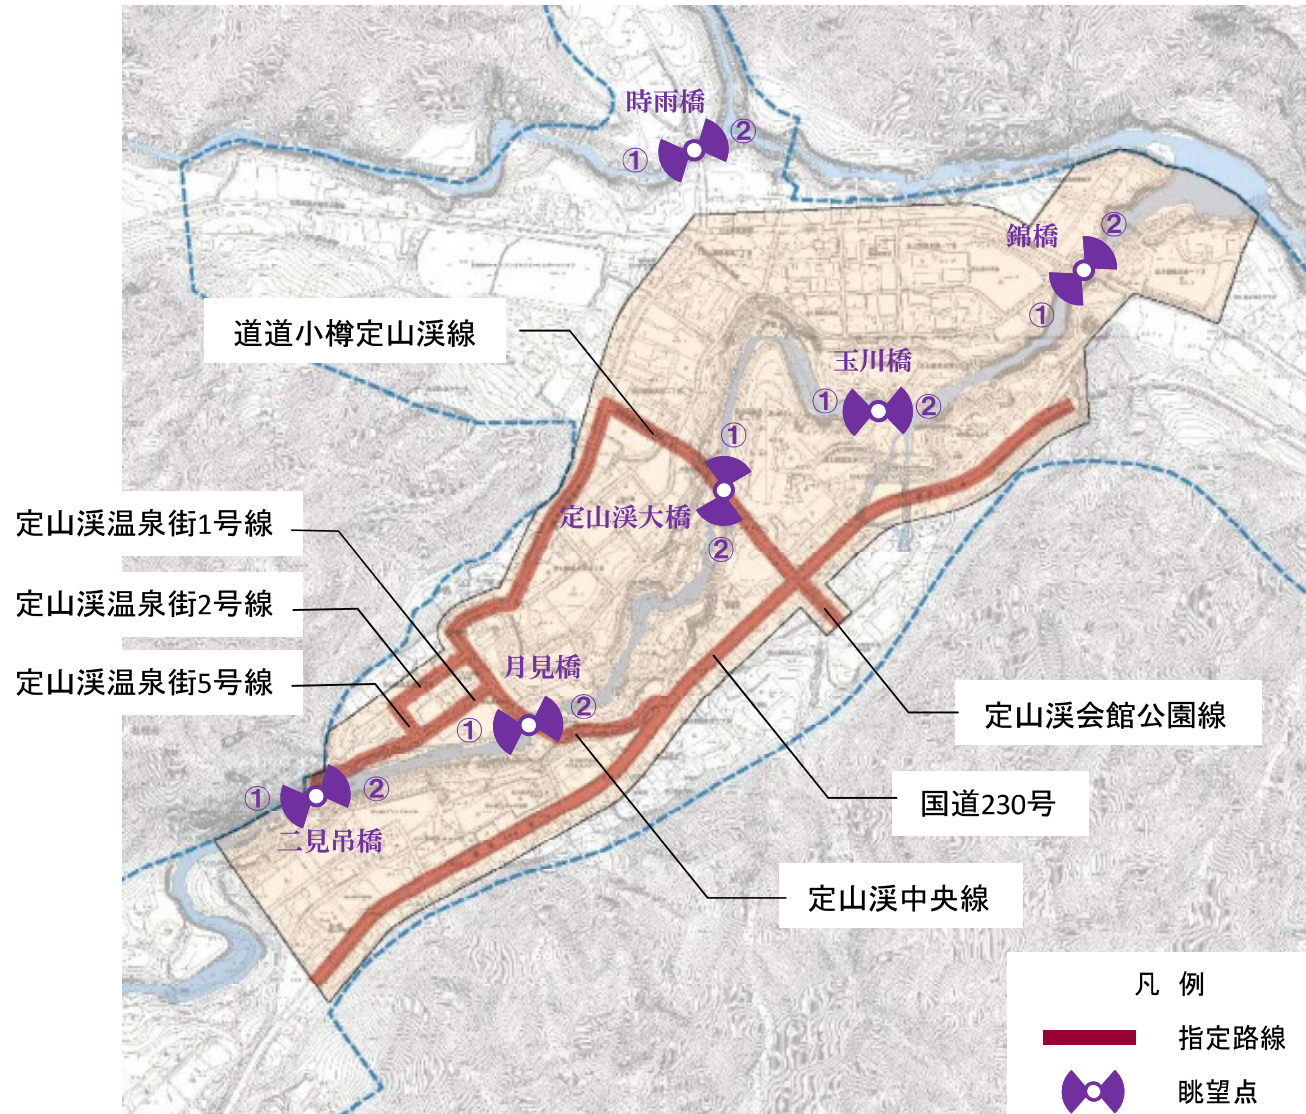 時雨橋
① ②
錦橋
②
①
道道小樽定山渓線
玉川橋
① ②
①
定山渓大橋
②
定山渓温泉街1号線
定山渓温泉街2号線
定山渓温泉街5号線
月見橋
① ②
① ②
二見吊橋
定山渓会館公園線
国道230号
定山渓中央線
凡 例
指定路線
眺望点